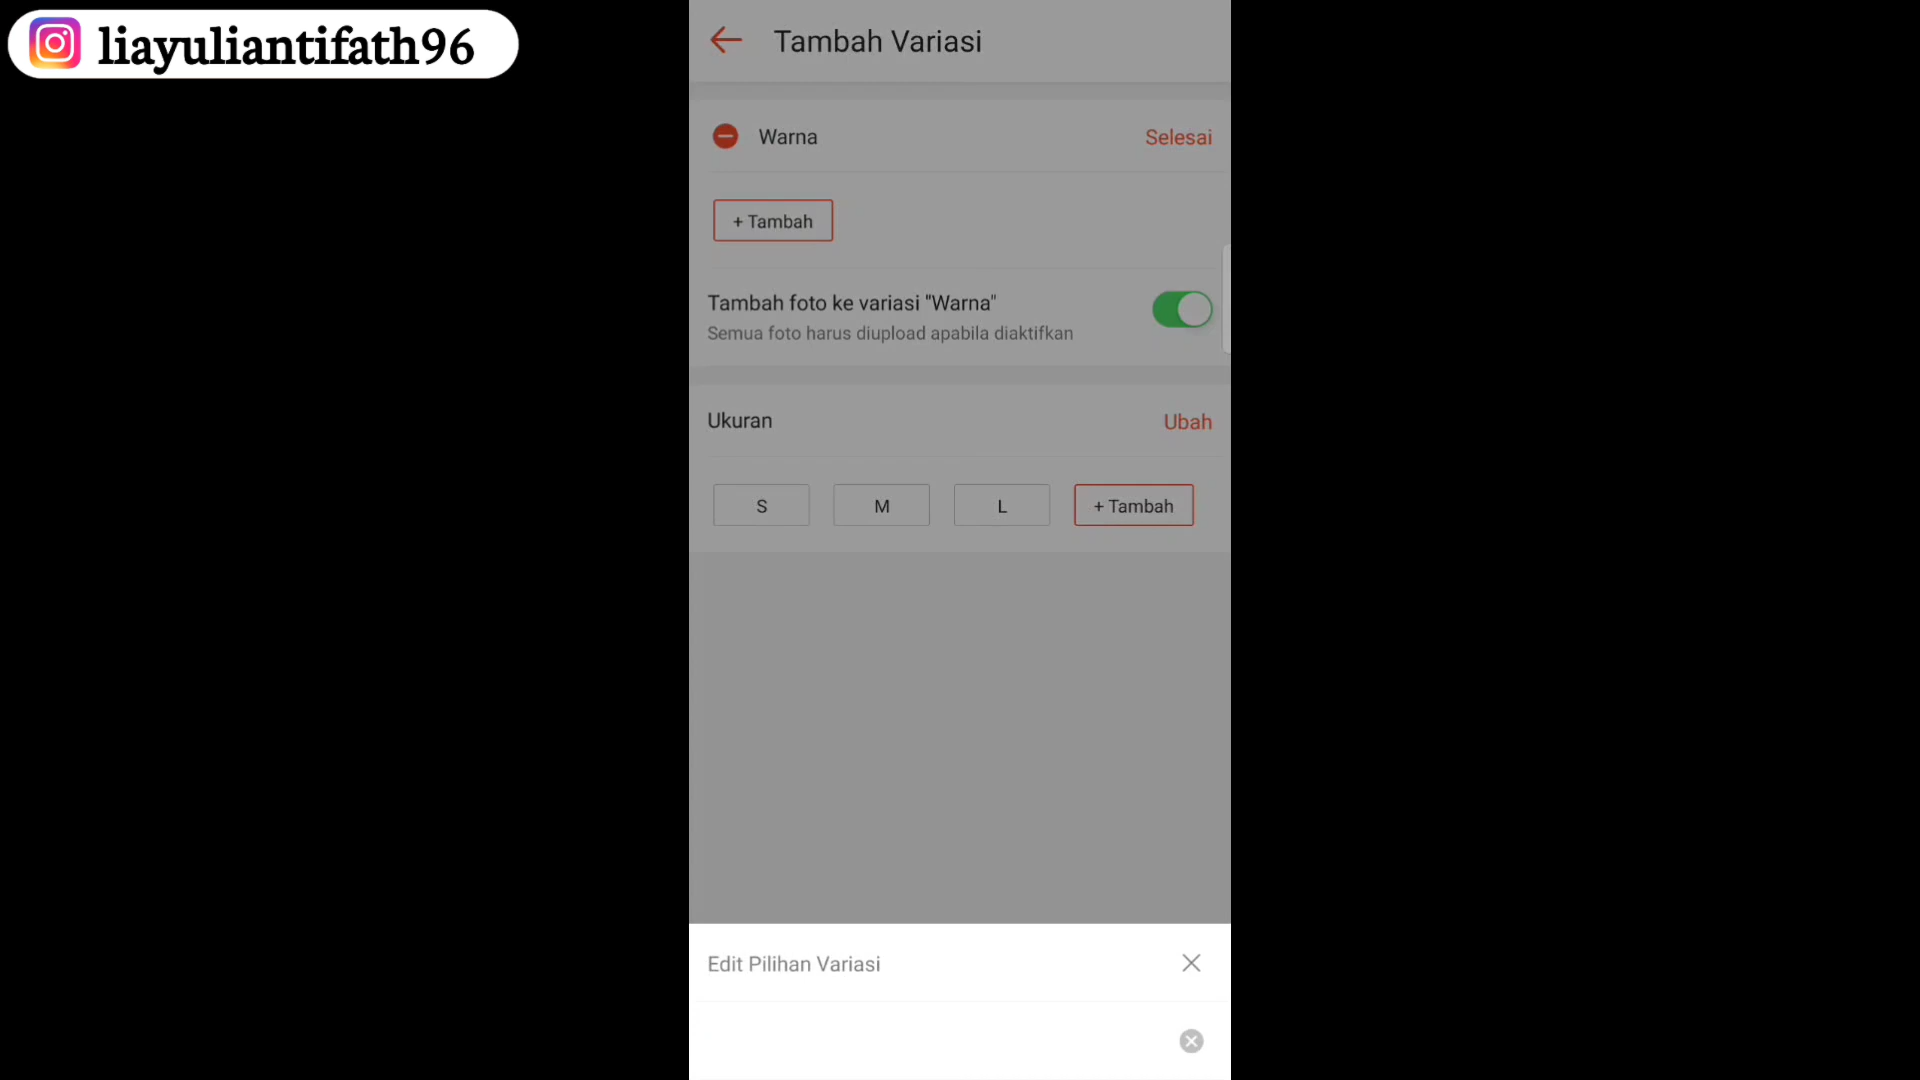 liayuliantifath96
Tambah Variasi
Warna
Selesai
+ Tambah
Tambah foto ke variasi "Warna"
Semua foto harus diupload apabila diaktifkan
Ukuran
Ubah
S
M
L
+ Tambah
Edit Pilihan Variasi